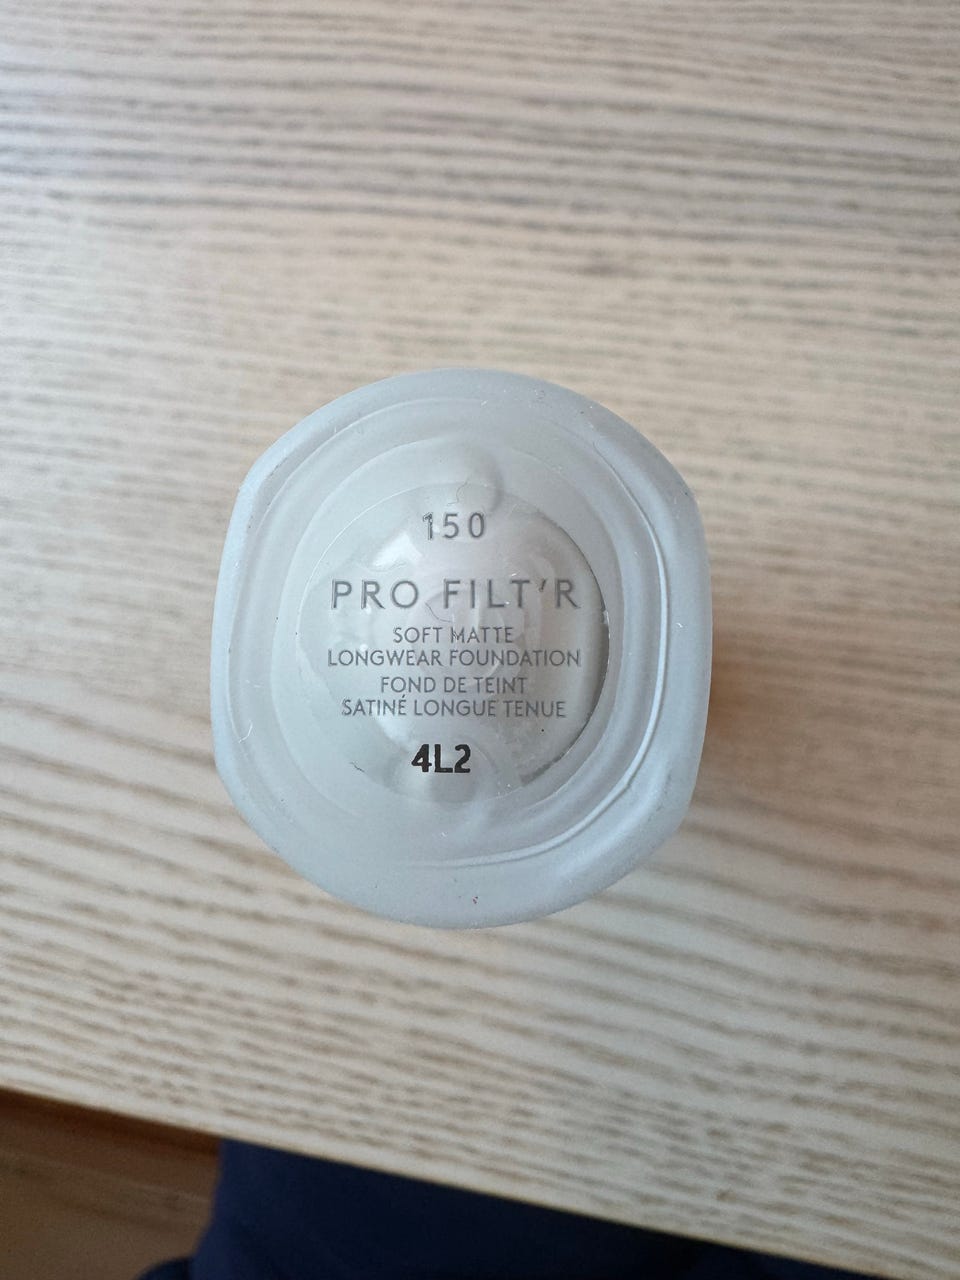 150
PRO FILT'R
SOFT MATTE
LONGWEAR FOUNDATION
FOND DE TEINT
SATINÉ LONGUE TENUE
4L2